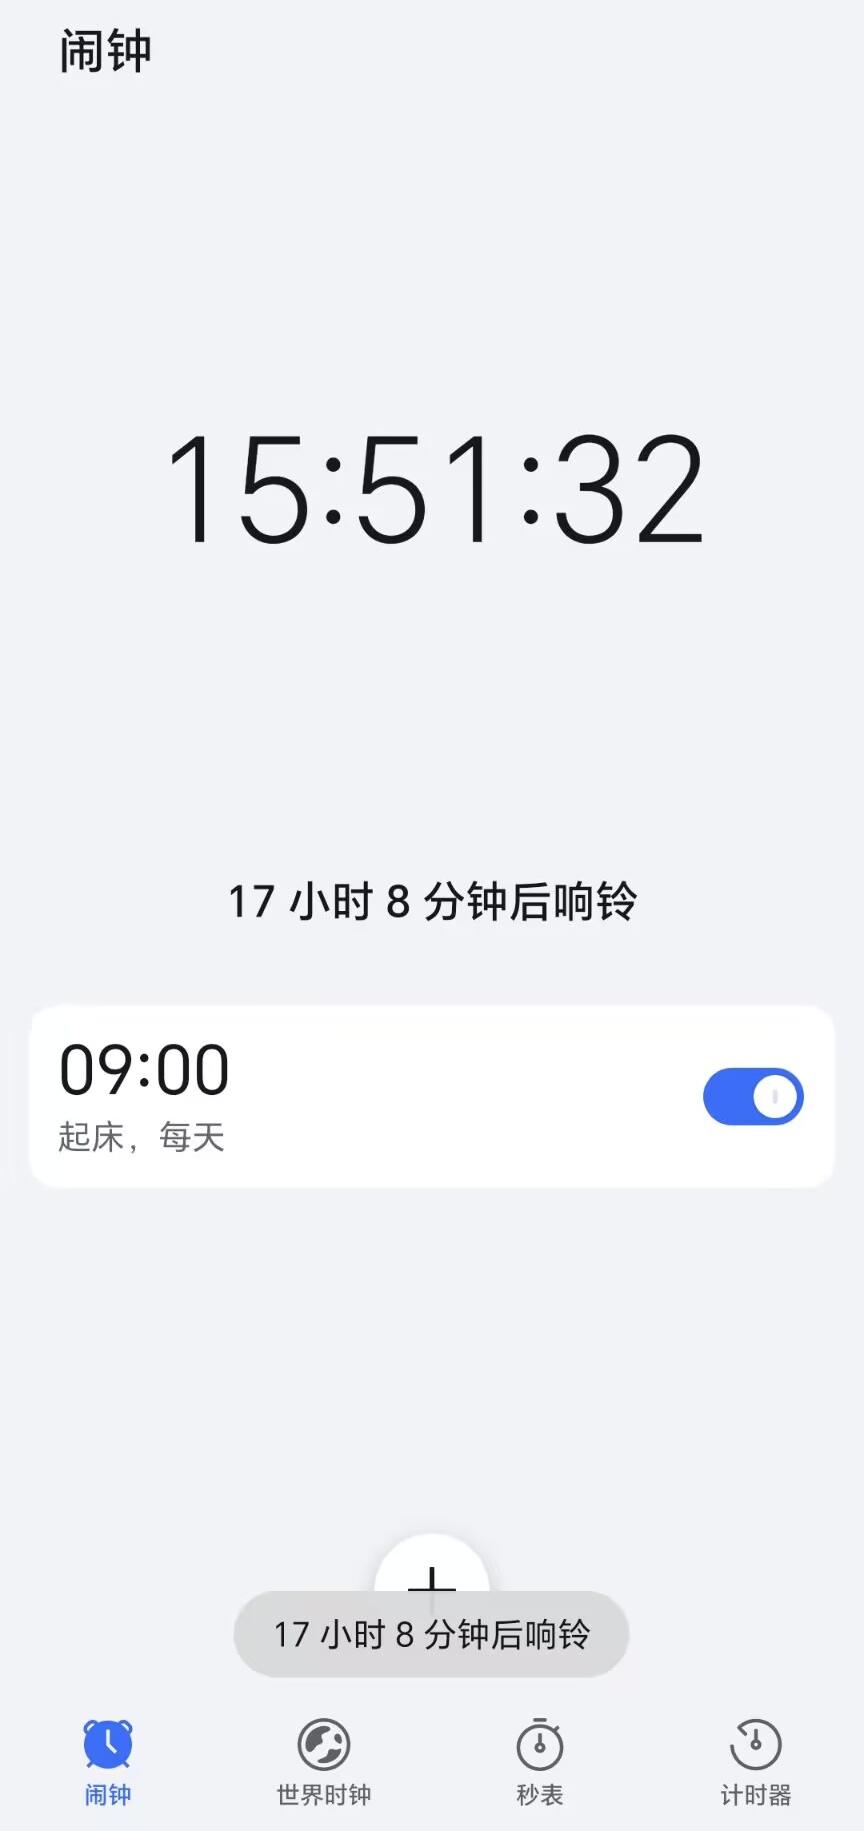 闹钟
15:51:32
17 小时 8 分钟后响铃
09:00
起床，每天
17 小时 8 分钟后响铃
闹钟
世界时钟
秒表
计时器